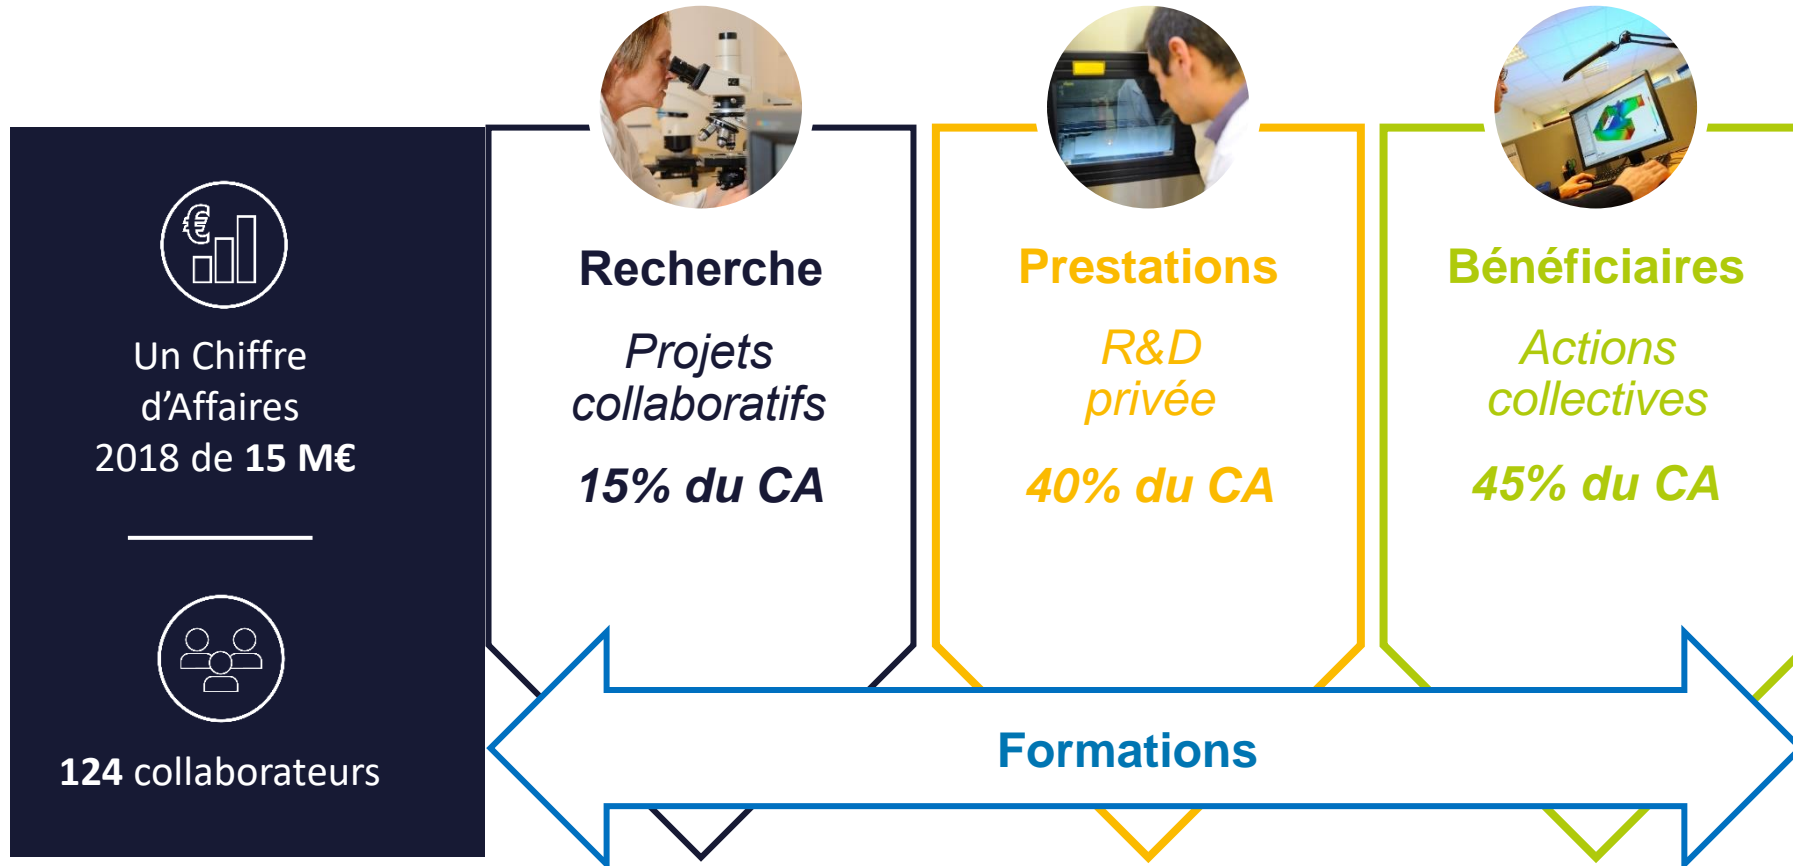 Un Chiffre
d’Affaires
2018 de 15 M€
124 collaborateurs
Recherche
Projets
collaboratifs
15% du CA
Prestations
R&D
privée
40% du CA
Bénéficiaires
Actions
collectives
45% du CA
Formations